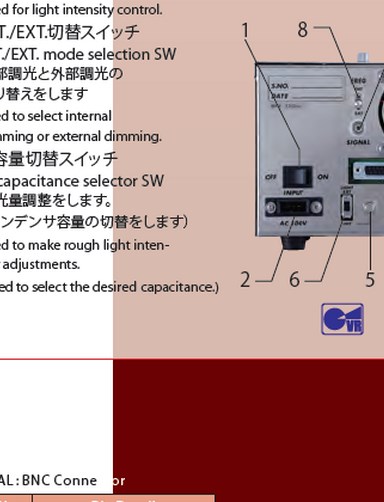 ed for light intensity control.
T./EXT.切替スイッチ
T./EXT. mode selection SW
部調光と外部調光の
り替えをします
ed to select internal
nming or external dimming.
容量切替スイッチ
capacitance selector SW
光量調整をします。
ンデンサ容量の切替をします）
ed to make rough light inten-
adjustments.
ed to select the desired capacitance.)
AL : BNC Conne or
1
8
S.NO.
DATE
FREQ
SIGNAL
OFF
ON
INPUT
AC 100V
2
6
5
VR